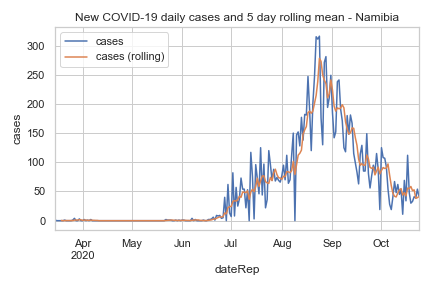 New COVID-19 daily cases and 5 day rolling mean - Namibia
cases
cases (rolling)
300
250
200
150
100
50
0
cases
Apr
2020
May
Jun
Jul
Aug
Sep
Oct
dateRep